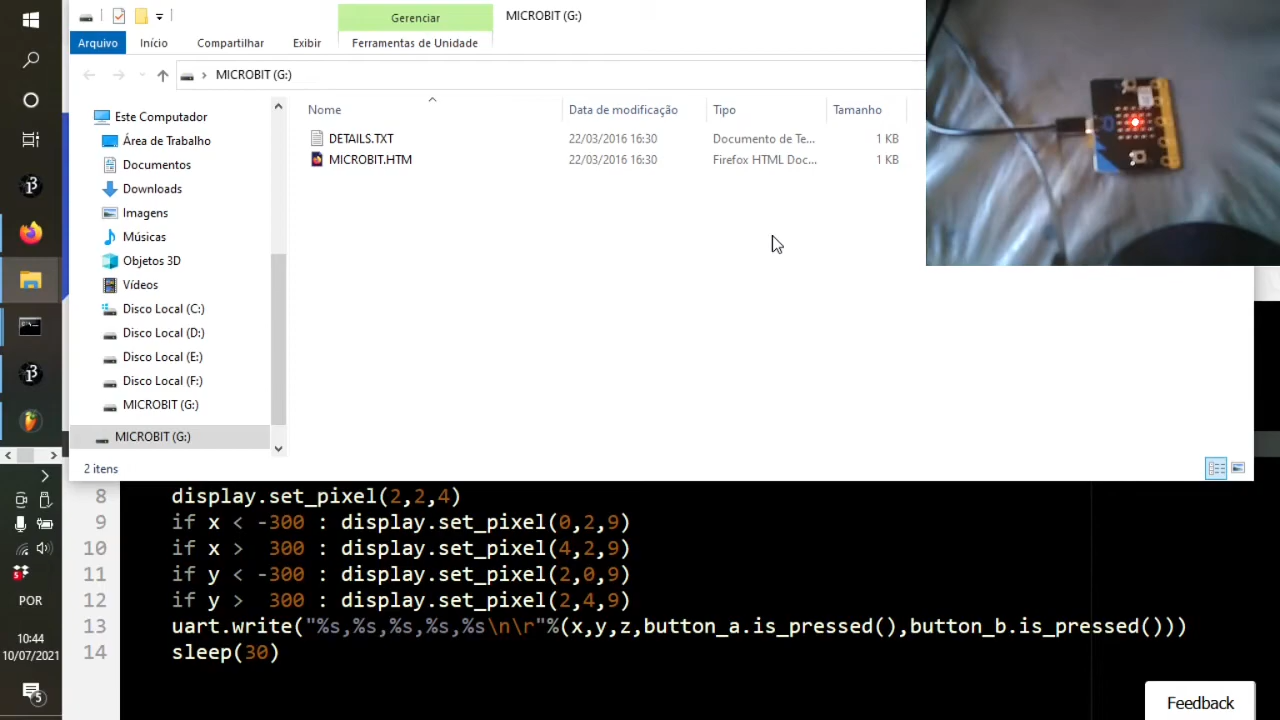 Gerenciar
MICROBIT (G:)
Arquivo
Início
Compartilhar
Exibir
Ferramentas de Unidade
MICROBIT (G:)
Nome
Data de modificação
Tipo
Tamanho
DETAILS.TXT
22/03/2016 16:30
Documento de Te...
1 KB
MICROBIT.HTM
22/03/2016 16:30
Firefox HTML Doc...
1 KB
Este Computador
Área de Trabalho
Documentos
Downloads
Imagens
Músicas
Objetos 3D
Vídeos
Disco Local (C:)
Disco Local (D:)
Disco Local (E:)
Disco Local (F:)
MICROBIT (G:)
MICROBIT (G:)
2 itens
8 display.set_pixel(2,2,4)
9 if x < -300 : display.set_pixel(0,2,9)
10 if x >  300 : display.set_pixel(4,2,9)
11 if y < -300 : display.set_pixel(2,0,9)
12 if y >  300 : display.set_pixel(2,4,9)
13 uart.write("%s,%s,%s,%s,%s\n\r"%(x,y,z,button_a.is_pressed(),button_b.is_pressed()))
14 sleep(30)
POR
10:44
10/07/2021
5
Feedback